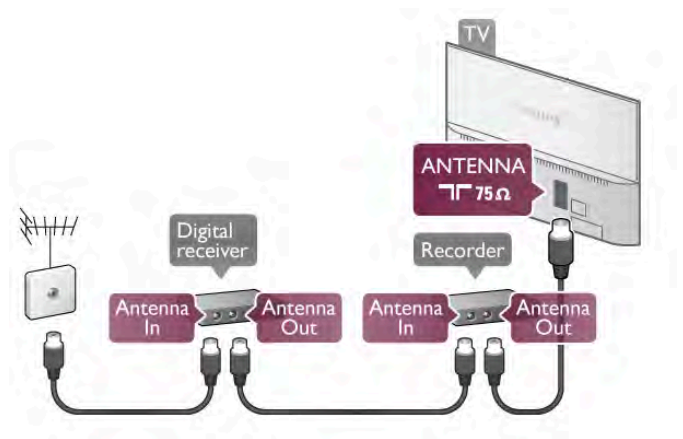 TV
ANTENNA
75 Ω
Digital
receiver
Recorder
Antenna
In
Antenna
Out
Antenna
In
Antenna
Out